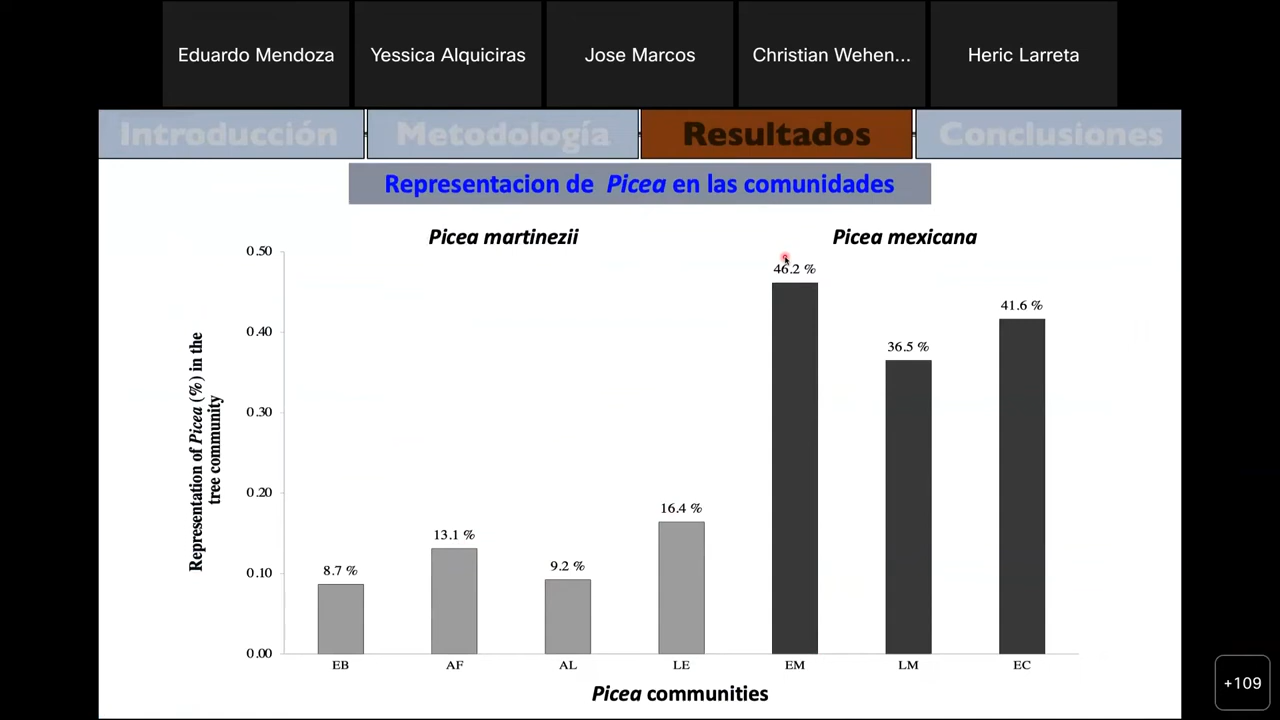 Eduardo Mendoza
Yessica Alquiciras
Jose Marcos
Christian Wehen...
Heric Larreta
Introducción
Metodología
Resultados
Conclusiones
Representacion de Picea en las comunidades
Picea martinezii
Picea mexicana
Representation of Picea (%) in the
tree community
0.50
0.40
0.30
0.20
0.10
0.00
8.7 %
13.1 %
9.2 %
16.4 %
46.2 %
36.5 %
41.6 %
EB
AF
AL
LE
EM
LM
EC
Picea communities
+109